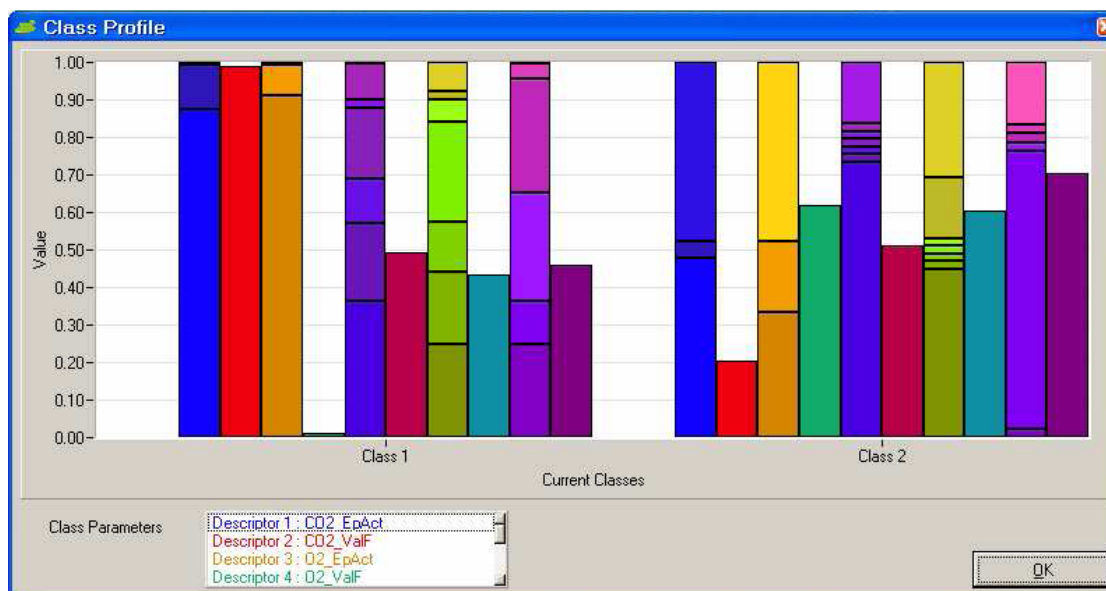 Class Profile
1.00
0.90
0.80
0.70
0.60
0.50
0.40
0.30
0.20
0.10
0.00
Value
Class 1
Class 2
Current Classes
Class Parameters
Descriptor 1 : CO2_EpAct
Descriptor 2 : CO2_ValF
Descriptor 3 : O2_EpAct
Descriptor 4 : O2_ValF
OK